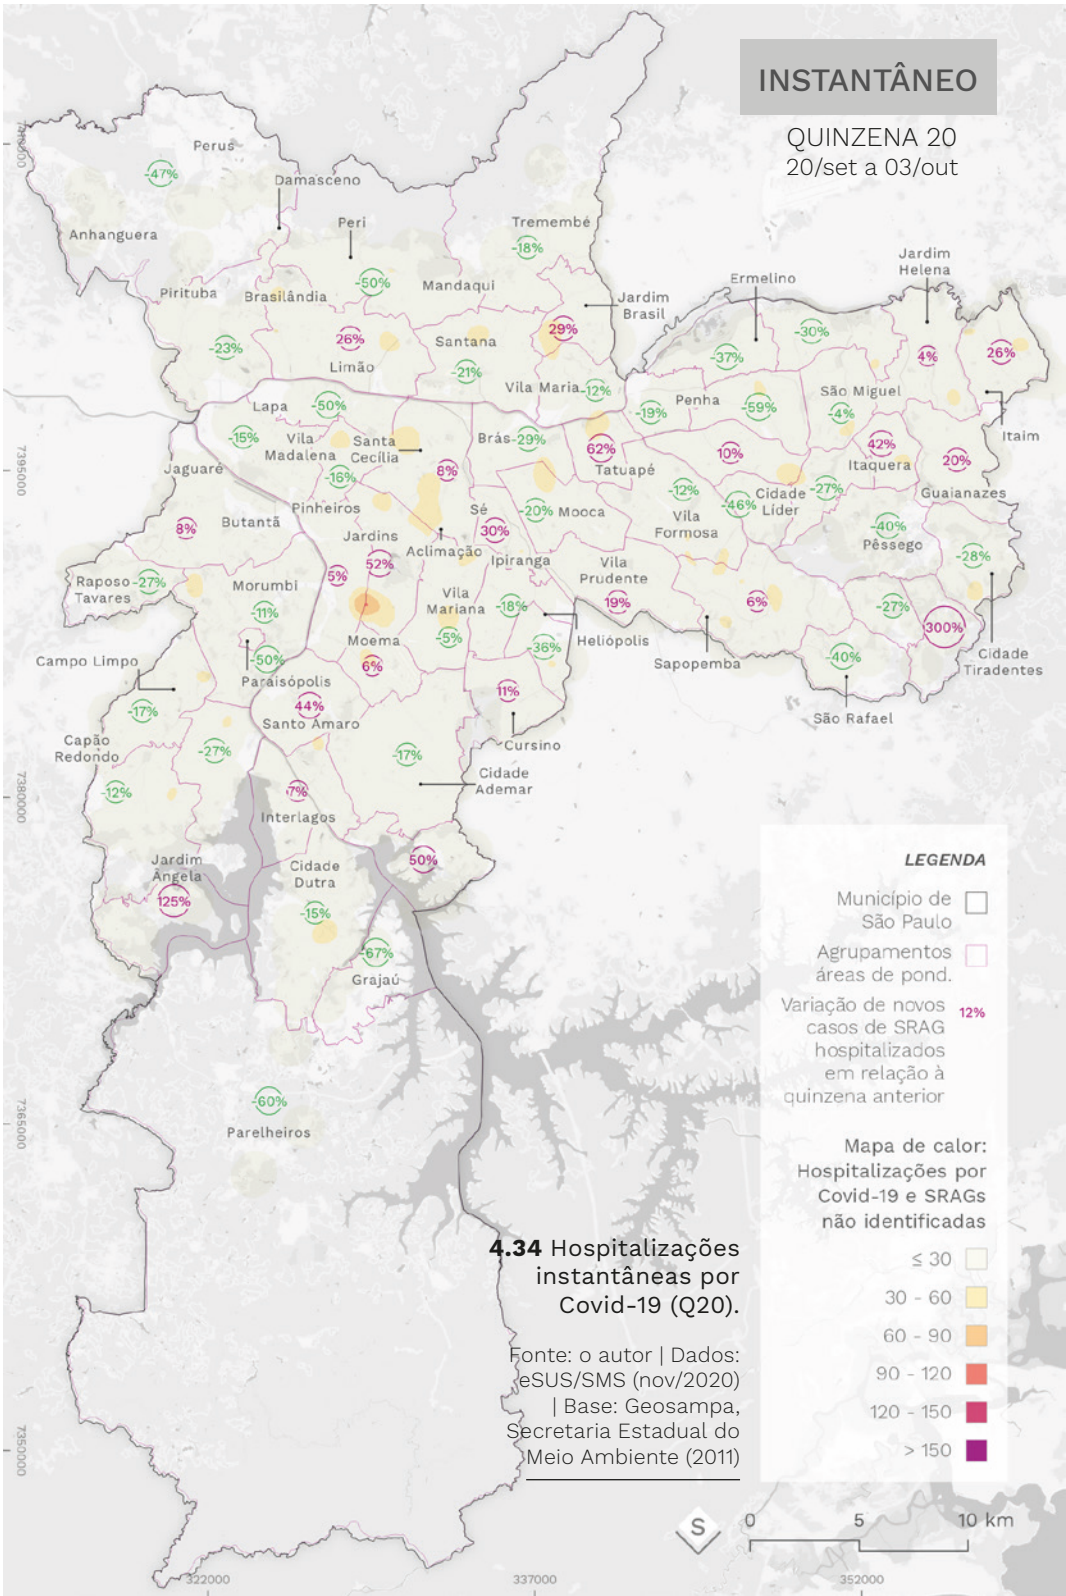 INSTANTÂNEO
QUINZENA 20
20/set a 03/out
7410000
Perus
-47%
Damasceno
Anhanguera
Peri
Tremembé
-18%
Pirituba
Brasilândia
-50%
Mandaqui
Jardim
Brasil
Ermelino
Jardim
Helena
-23%
26%
Limão
Santana
-21%
29%
Vila Maria
-12%
-37%
-30%
4%
26%
Itaim
Lapa
-50%
-15%
Vila
Madalena
Santa
Cecília
Brás
-29%
-19%
Penha
-59%
São Miguel
-4%
7395000
Jaguaré
-16%
Pinheiros
8%
62%
Tatuapé
10%
42%
Itaquera
20%
Guaianazes
Butantã
8%
Jardins
52%
Aclimação
Sé
30%
Ipiranga
-20%
Mooca
-12%
Vila
Formosa
-46%
Cidade
Líder
-27%
-40%
Pêssego
-28%
Raposo
Tavares
-27%
Morumbi
-11%
5%
Vila
Mariana
-18%
Vila
Prudente
19%
6%
-27%
300%
Cidade
Tiradentes
Moema
6%
-5%
Heliópolis
-36%
Sapopemba
-40%
São Rafael
Campo Limpo
-50%
Paraisópolis
-17%
44%
Santo Amaro
11%
Cursino
Capão
Redondo
-27%
-17%
Cidade
Ademar
-12%
7%
Interlagos
7380000
Jardim
Ângela
125%
Cidade
Dutra
-15%
50%
-67%
Grajaú
-60%
Parelheiros
7365000
LEGENDA
Município de
São Paulo
Agrupamentos
áreas de pond.
Variação de novos
casos de SRAG
hospitalizados
em relação à
quinzena anterior
12%
Mapa de calor:
Hospitalizações por
Covid-19 e SRAGs
não identificadas
≤ 30
30 - 60
60 - 90
90 - 120
120 - 150
> 150
4.34 Hospitalizações
instantâneas por
Covid-19 (Q20).
Fonte: o autor | Dados:
eSUS/SMS (nov/2020)
| Base: Geosampa,
Secretaria Estadual do
Meio Ambiente (2011)
7350000
S
0 5 10 km
322000 337000 352000